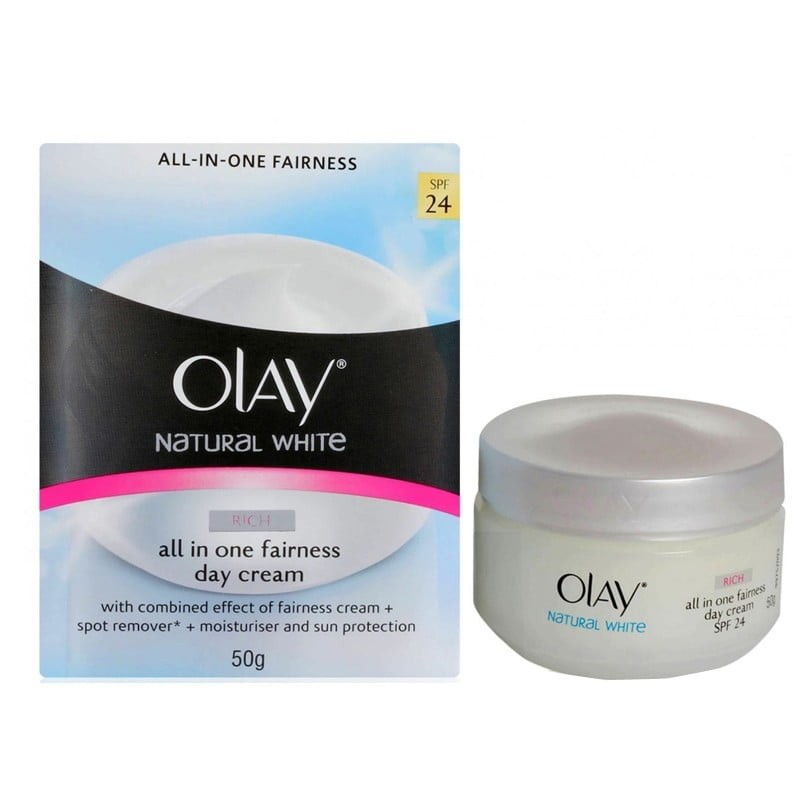 ALL-IN-ONE FAIRNESS
SPF
24
OLAY®
NATURAL WHITE
RICH
all in one fairness
day cream
with combined effect of fairness cream +
spot remover* + moisturiser and sun protection
50g
OLAY®
NATURAL WHITE
RICH
all in one fairness
day cream
SPF 24
50g